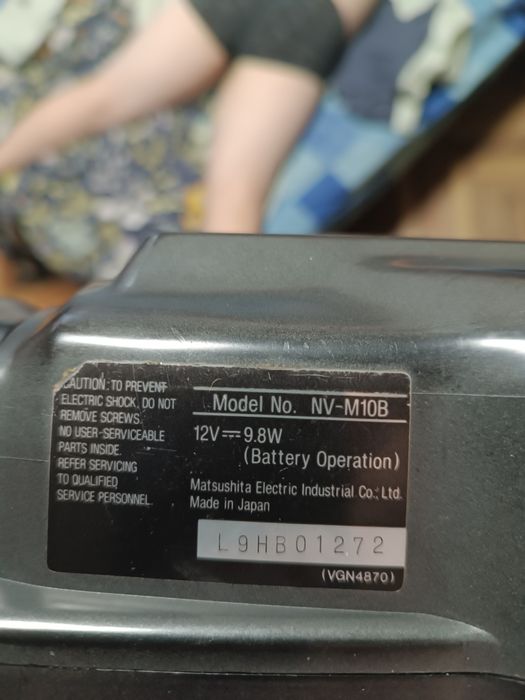 CAUTION: TO PREVENT
ELECTRIC SHOCK, DO NOT
REMOVE SCREWS.
NO USER-SERVICEABLE
PARTS INSIDE.
REFER SERVICING
TO QUALIFIED
SERVICE PERSONNEL.
Model No. NV-M10B
12V⎓9.8W
(Battery Operation)
Matsushita Electric Industrial Co., Ltd.
Made in Japan
L9HB01272
(VGN4870)